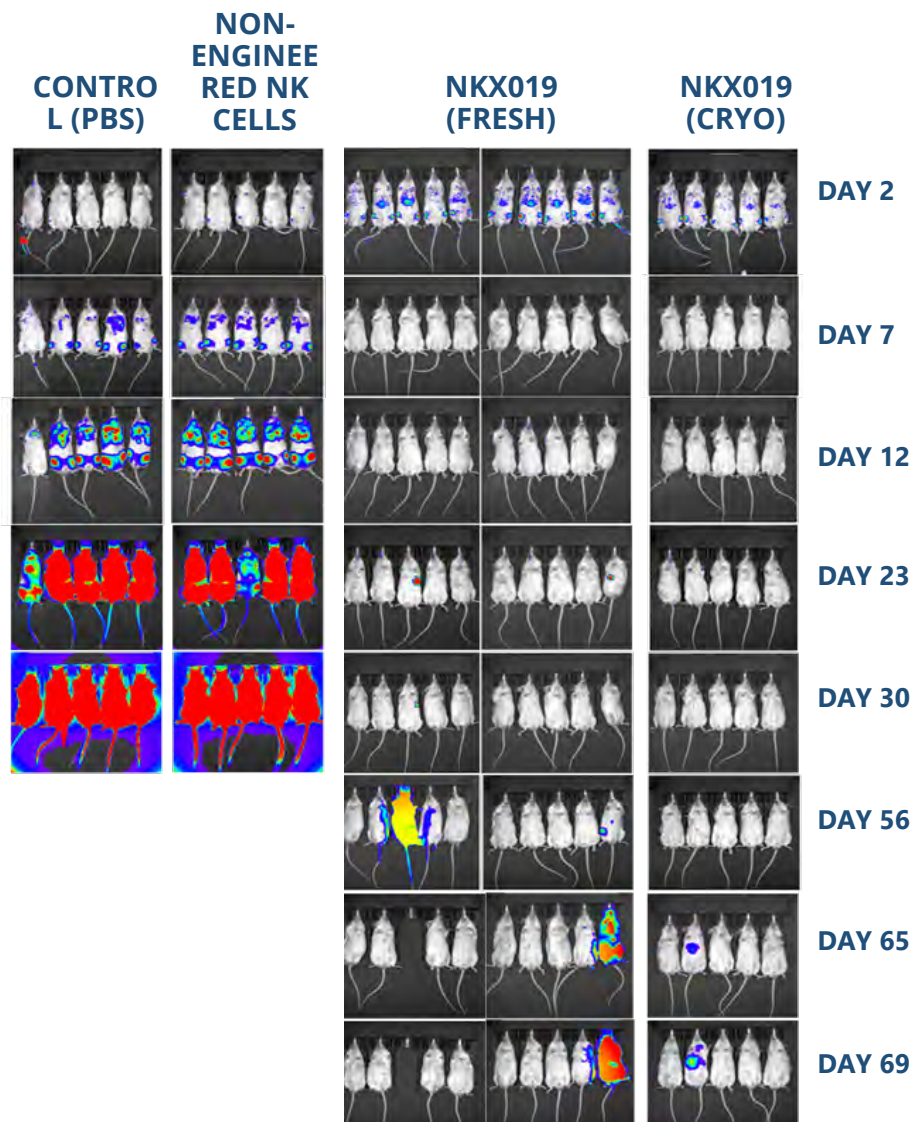 CONTRO
L (PBS)
NON-
ENGINEE
RED NK
CELLS
NKX019
(FRESH)
NKX019
(CRYO)
DAY 2
DAY 7
DAY 12
DAY 23
DAY 30
DAY 56
DAY 65
DAY 69